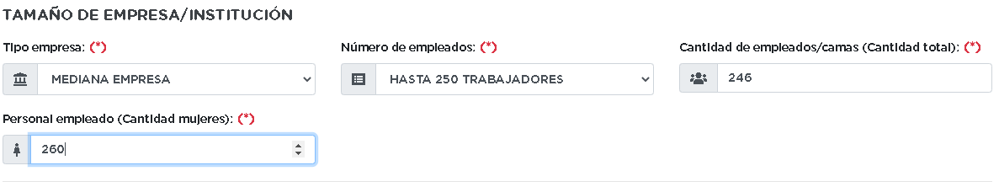 TAMAÑO DE EMPRESA/INSTITUCIÓN
Tipo empresa: (*) Número de empleados: (*) Cantidad de empleados/camas (Cantidad total): (*)
MEDIANA EMPRESA HASTA 250 TRABAJADORES 246
Personal empleado (Cantidad mujeres): (*)
260